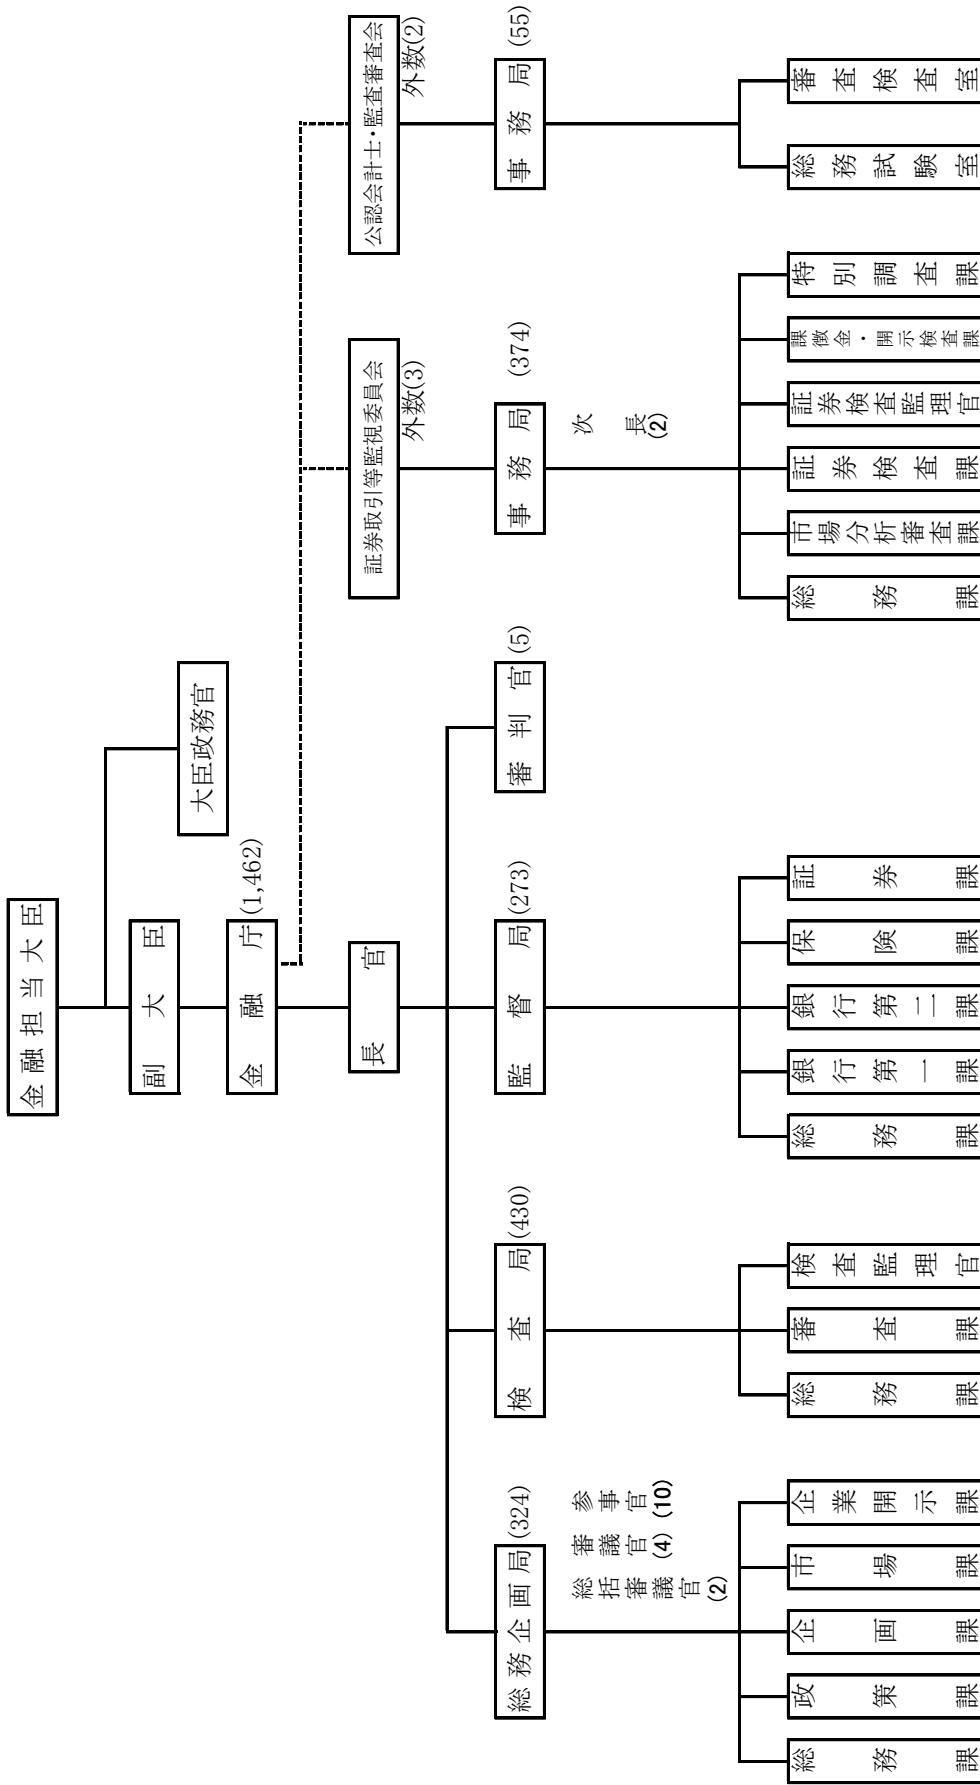 金融担当大臣
副大臣
大臣政務官
金融庁 (1,462)
長官
公認会計士・監査審査会
外数(2)
証券取引等監視委員会
外数(3)
総務企画局 (324)
検査局 (430)
監督局 (273)
審判官 (5)
事務局 (374)
事務局 (55)
総括審議官 (2)
審議官 (4)
参事官 (10)
次長 (2)
総務課
政策課
企画課
市場課
企業開示課
総務課
審査課
検査監理官
総務課
銀行第一課
銀行第二課
保険課
証券課
総務課
市場分析審査課
証券検査課
証券検査監理官
課徴金・開示検査課
特別調査課
総務試験室
審査検査室